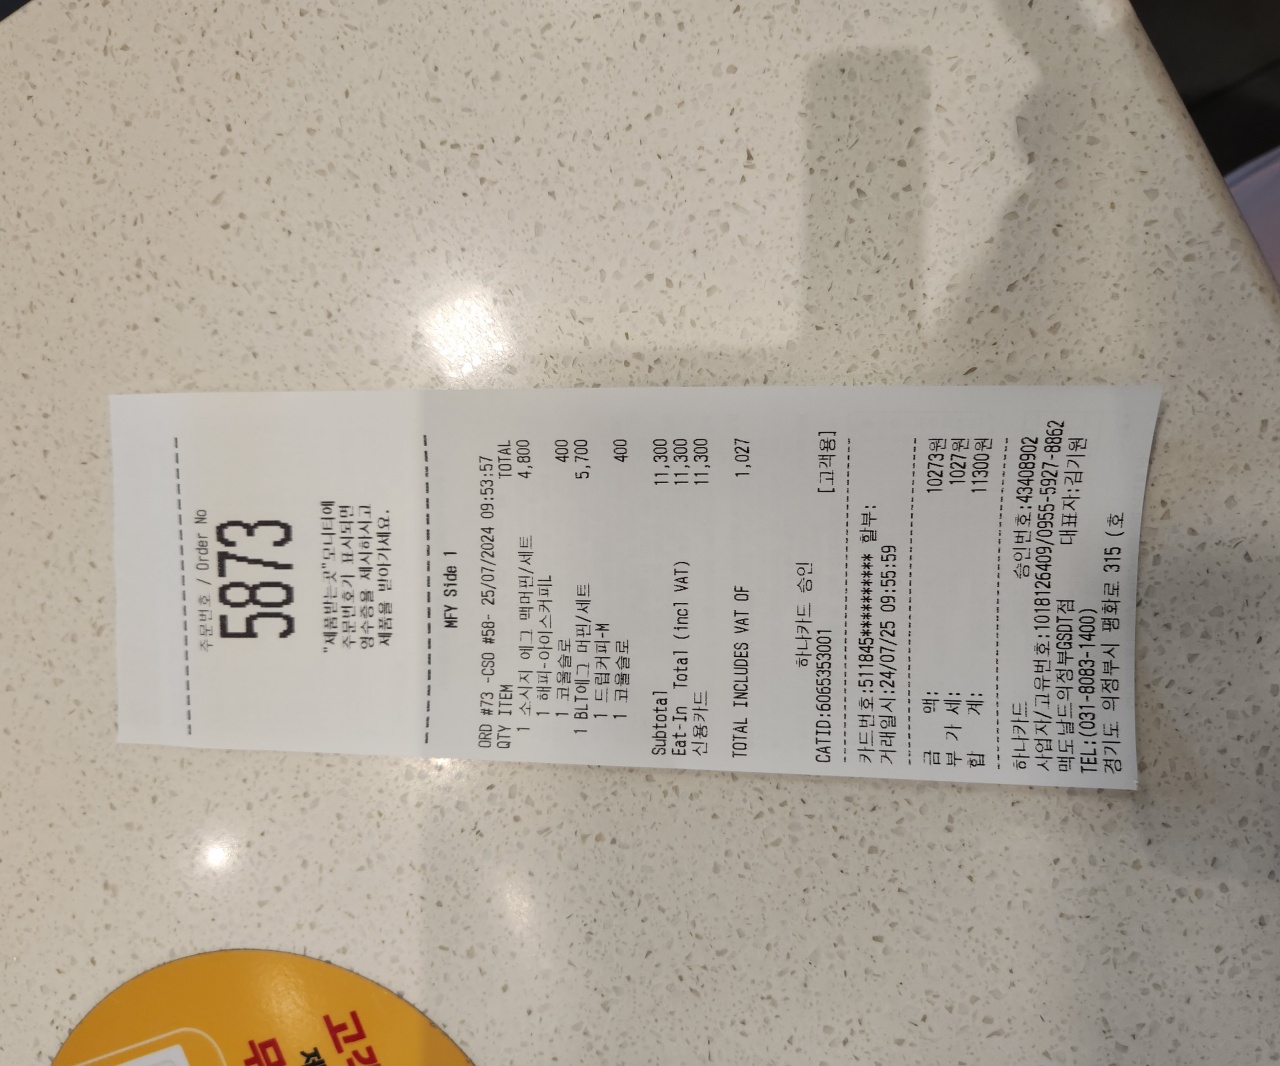 주문번호 / Order No
5873
"제품받는곳"모니터에
주문번호가 표시되면
영수증을 제시하시고
제품을 받아가세요.
MFY Side 1
ORD #73 -CSO #58- 25/07/2024 09:53:57
QTY ITEM TOTAL
1 소시지 에그 맥머핀/세트 4,800
1 해피-아이스커피L
1 코울슬로 400
1 BLT에그 머핀/세트 5,700
1 드립커피-M
1 코울슬로 400
Subtotal 11,300
Eat-In Total (incl VAT) 11,300
신용카드 11,300
TOTAL INCLUDES VAT OF 1,027
하나카드 승인
CATID:6065353001 [고객용]
카드번호:511845********** 할부:
거래일시:24/07/25 09:55:59
금 액: 10273원
부 가 세: 1027원
합 계: 11300원
하나카드 승인번호:43408902
사업자/고유번호:1018126409/0955-5927-8862
맥도날드의정부GSDT점 대표자:김기원
TEL:(031-8083-1400)
경기도 의정부시 평화로 315 (호
고객
무
제